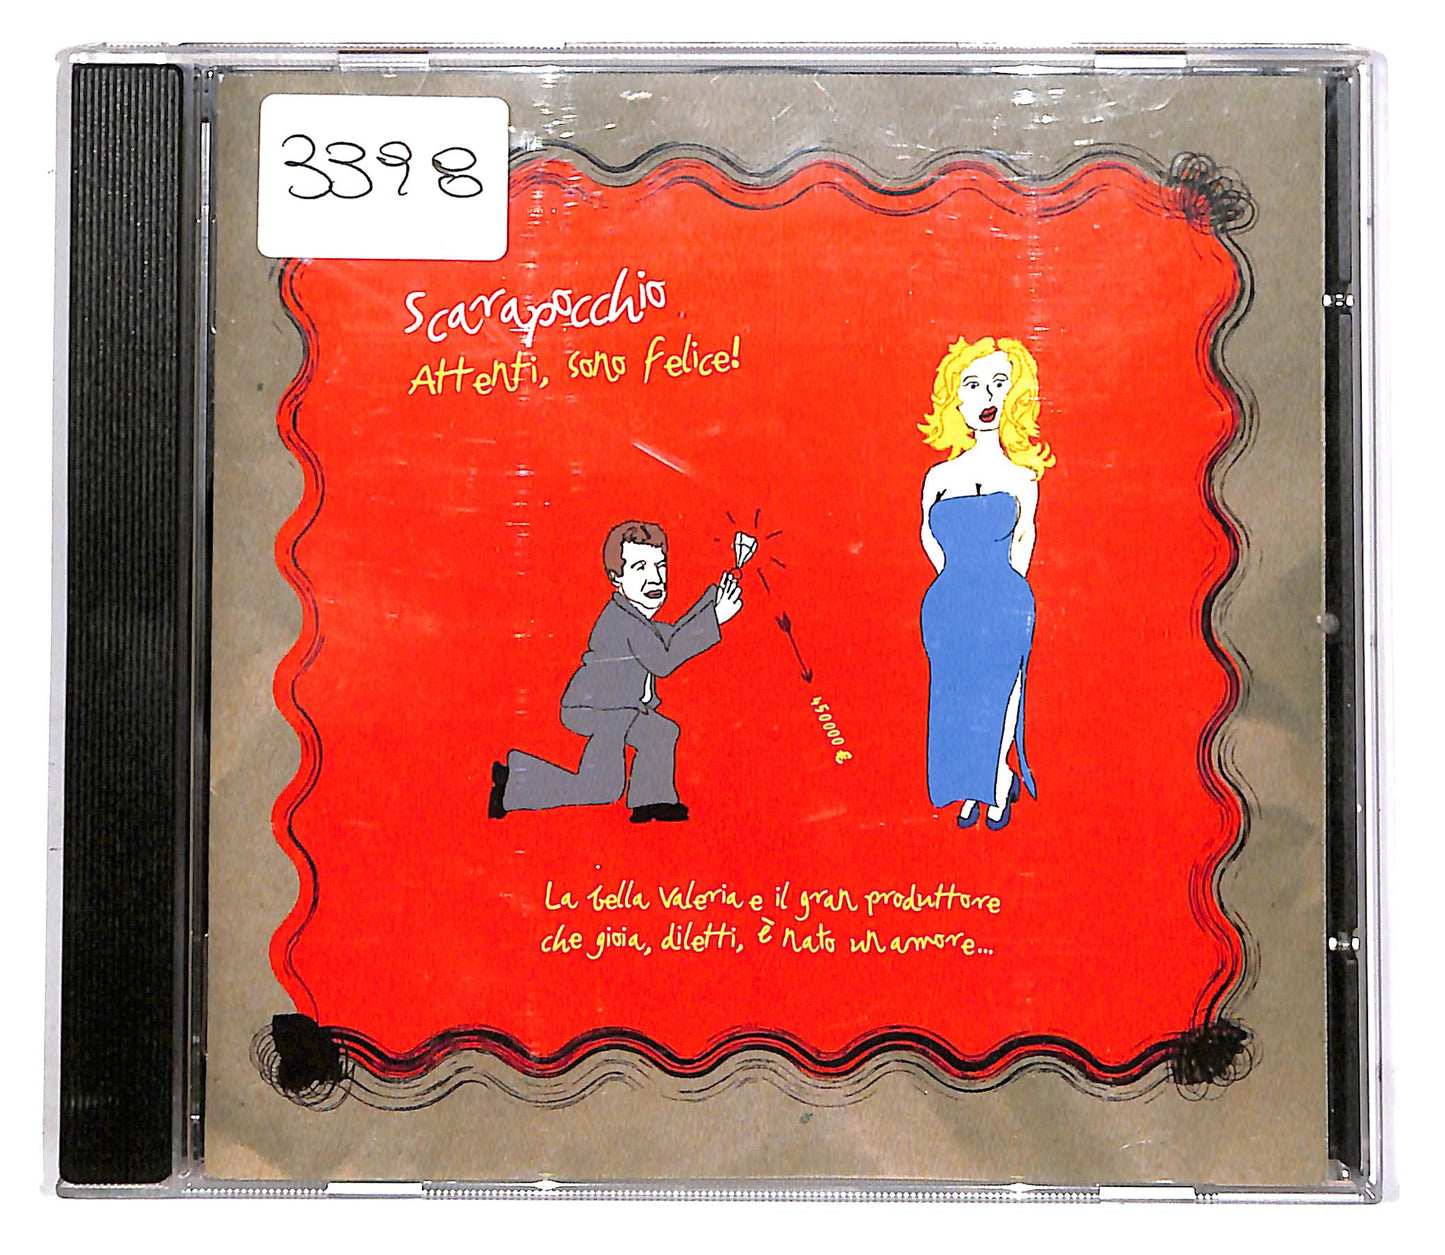 3398
Scarapocchio
Attenti, sono felice!
450000 €
La bella Valeria e il gran produttore
che gioia, diletti, è nato un amore...